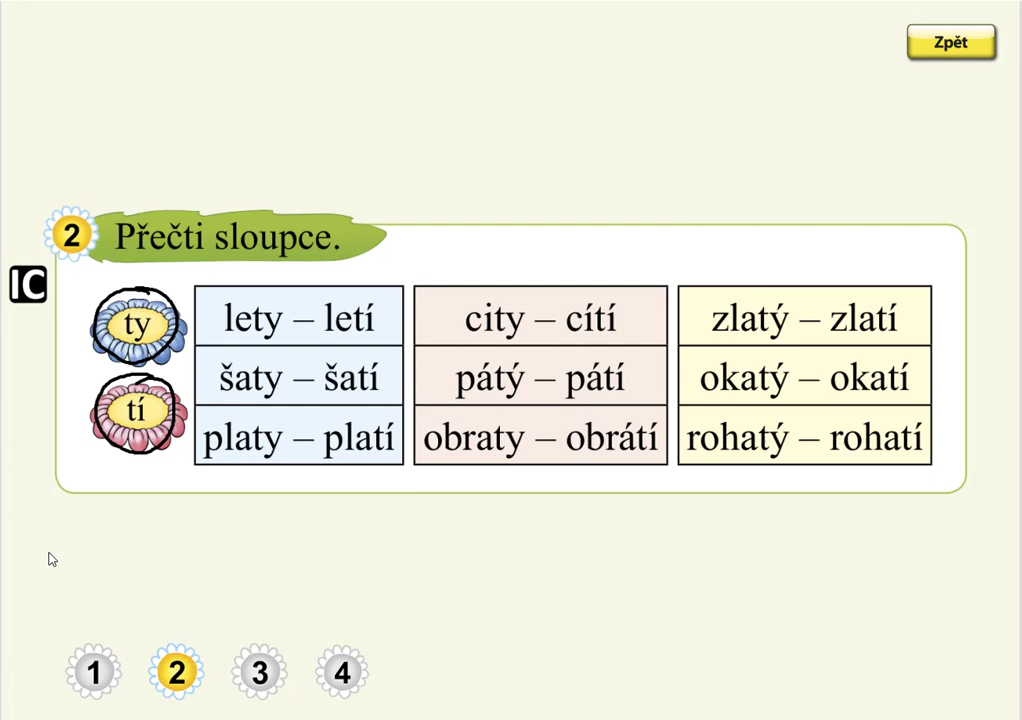 Zpět
2 Přečti sloupce.
IC
ty
tí
lety – letí
šaty – šatí
platy – platí
city – cítí
pátý – pátí
obraty – obrátí
zlatý – zlatí
okatý – okatí
rohatý – rohatí
1 2 3 4